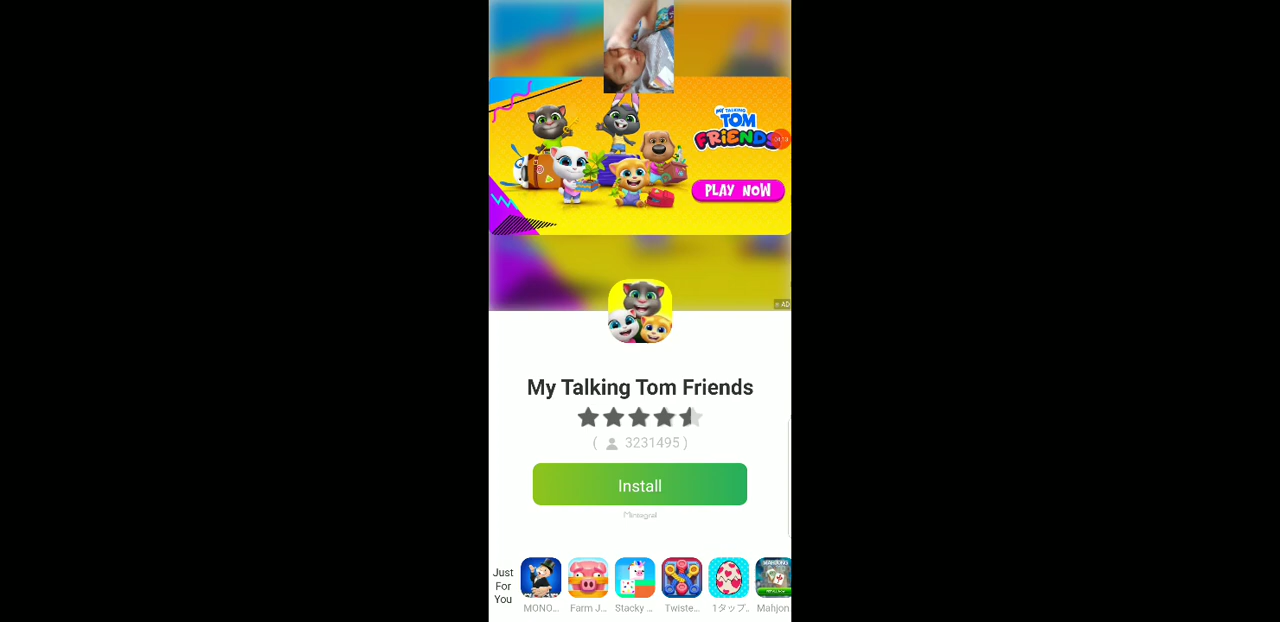 MY TALKING
TOM
FRIENDS
PLAY NOW
AD
My Talking Tom Friends
( 3231495 )
Install
Mintegral
Just
For
You
MONO...
Farm J...
Stacky ...
Twiste...
1タップ..
Mahjon